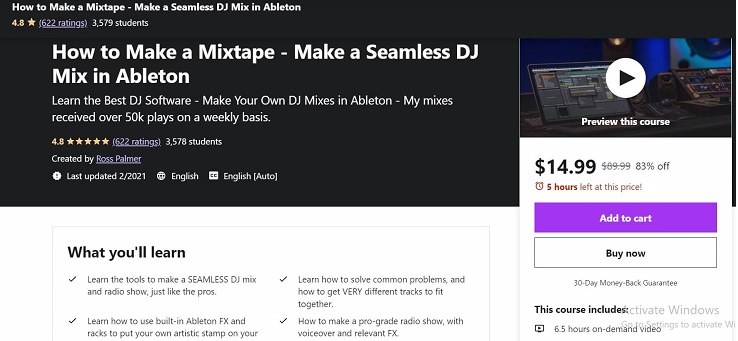 How to Make a Mixtape - Make a Seamless DJ Mix in Ableton
4.8 ★ (622 ratings) 3,579 students
How to Make a Mixtape - Make a Seamless DJ
Mix in Ableton
Learn the Best DJ Software - Make Your Own DJ Mixes in Ableton - My mixes
received over 50k plays on a weekly basis.
4.8 ★★★★★ (622 ratings) 3,578 students
Created by Ross Palmer
Last updated 2/2021 English English [Auto]
Preview this course
$14.99 $89.99 83% off
5 hours left at this price!
Add to cart
Buy now
30-Day Money-Back Guarantee
This course includes:
6.5 hours on-demand video
What you'll learn
Learn the tools to make a SEAMLESS DJ mix
and radio show, just like the pros.
Learn how to use built-in Ableton FX and
racks to put your own artistic stamp on your
Learn how to solve common problems, and
how to get VERY different tracks to fit
together.
How to make a pro-grade radio show, with
voiceover and relevant FX.
Activate Windows
Go to Settings to activate Wi